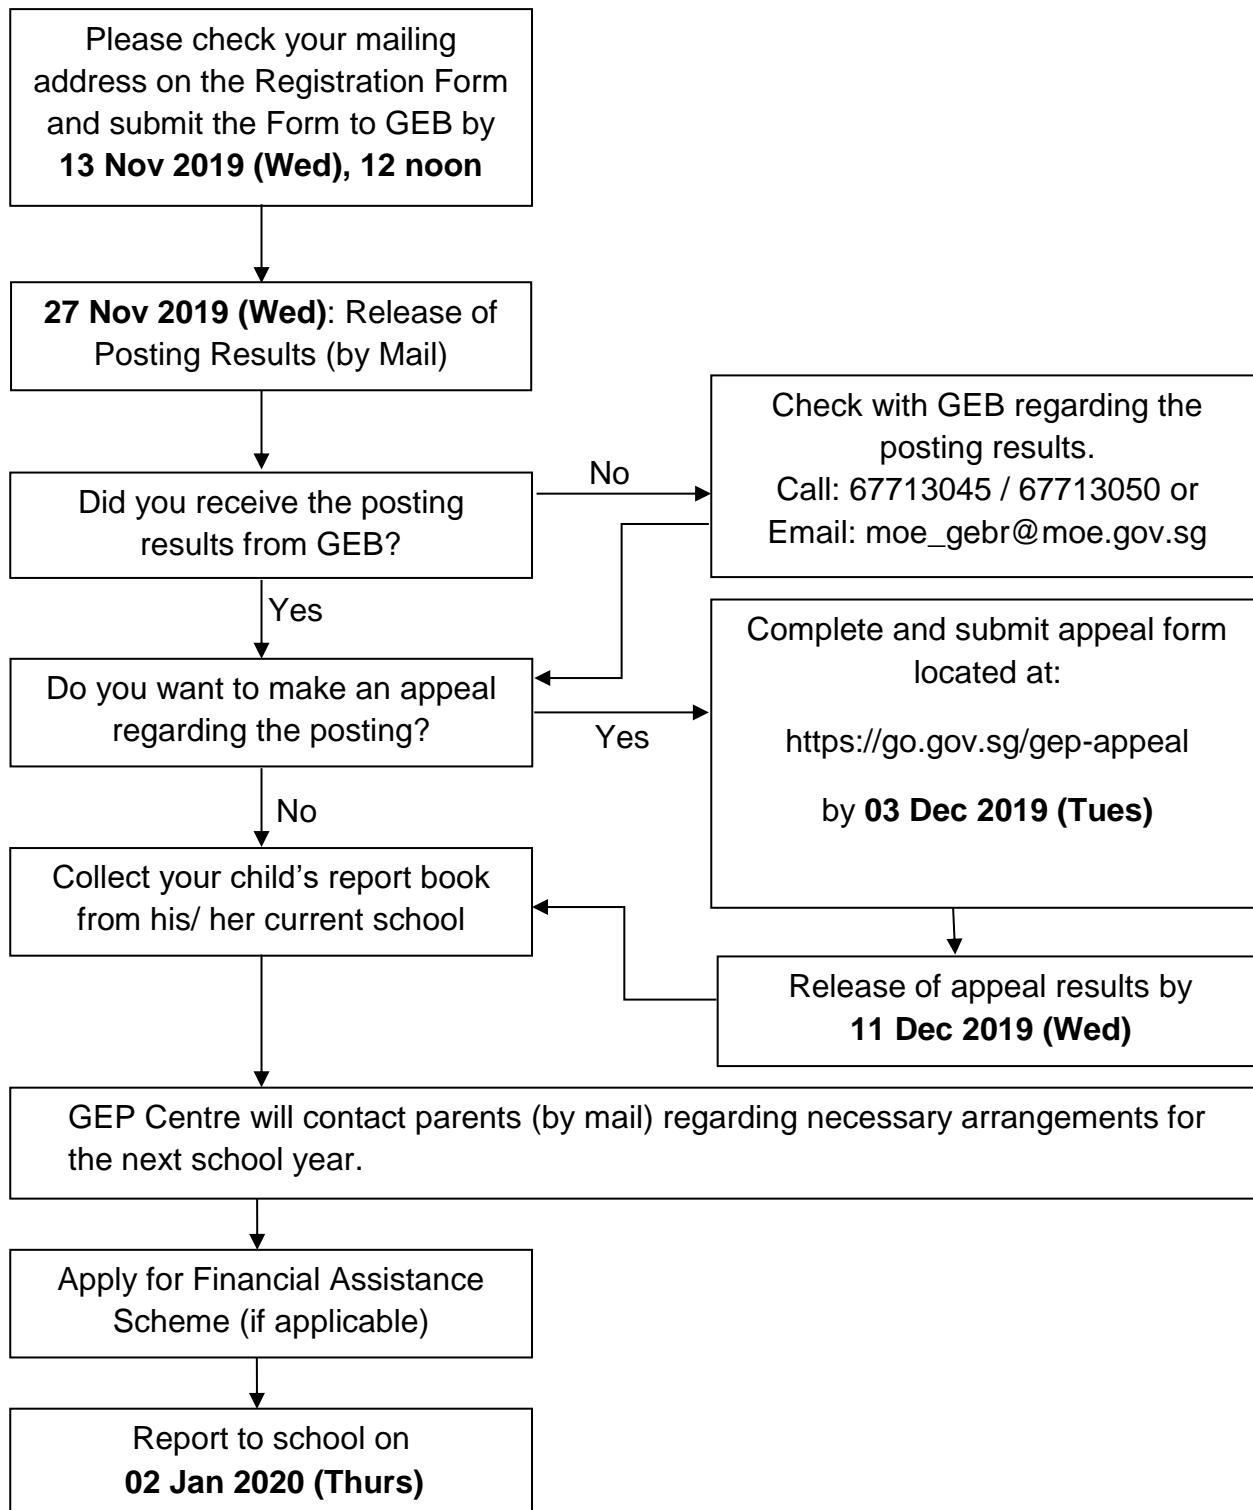 Please check your mailing
address on the Registration Form
and submit the Form to GEB by
13 Nov 2019 (Wed), 12 noon
27 Nov 2019 (Wed): Release of
Posting Results (by Mail)
Did you receive the posting
results from GEB?
No
Check with GEB regarding the
posting results.
Call: 67713045 / 67713050 or
Email: moe_gebr@moe.gov.sg
Yes
Do you want to make an appeal
regarding the posting?
Yes
Complete and submit appeal form
located at:
https://go.gov.sg/gep-appeal
by 03 Dec 2019 (Tues)
No
Collect your child’s report book
from his/ her current school
Release of appeal results by
11 Dec 2019 (Wed)
GEP Centre will contact parents (by mail) regarding necessary arrangements for
the next school year.
Apply for Financial Assistance
Scheme (if applicable)
Report to school on
02 Jan 2020 (Thurs)